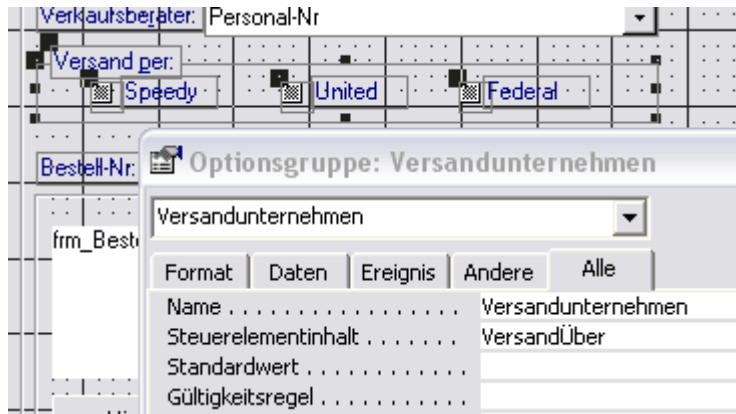 Verkaufsberater: Personal-Nr
Versand per:
Speedy United Federal
Bestell-Nr:
Optionsgruppe: Versandunternehmen
Versandunternehmen
frm_Beste
Format Daten Ereignis Andere Alle
Name . . . . . . . . . . . . . . . . . . Versandunternehmen
Steuerelementinhalt . . . . . . . VersandÜber
Standardwert . . . . . . . . . . . .
Gültigkeitsregel . . . . . . . . . . .